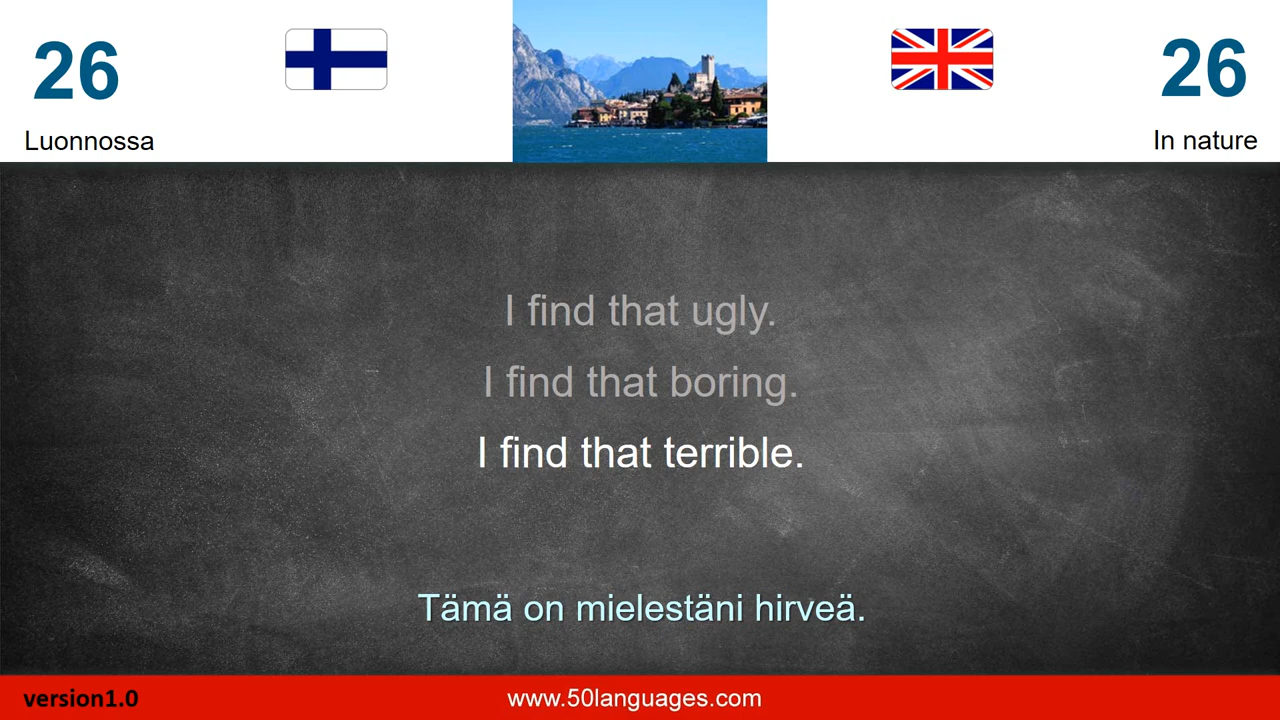 26
Luonnossa
26
In nature
I find that ugly.
I find that boring.
I find that terrible.
Tämä on mielestäni hirveä.
version1.0
www.50languages.com